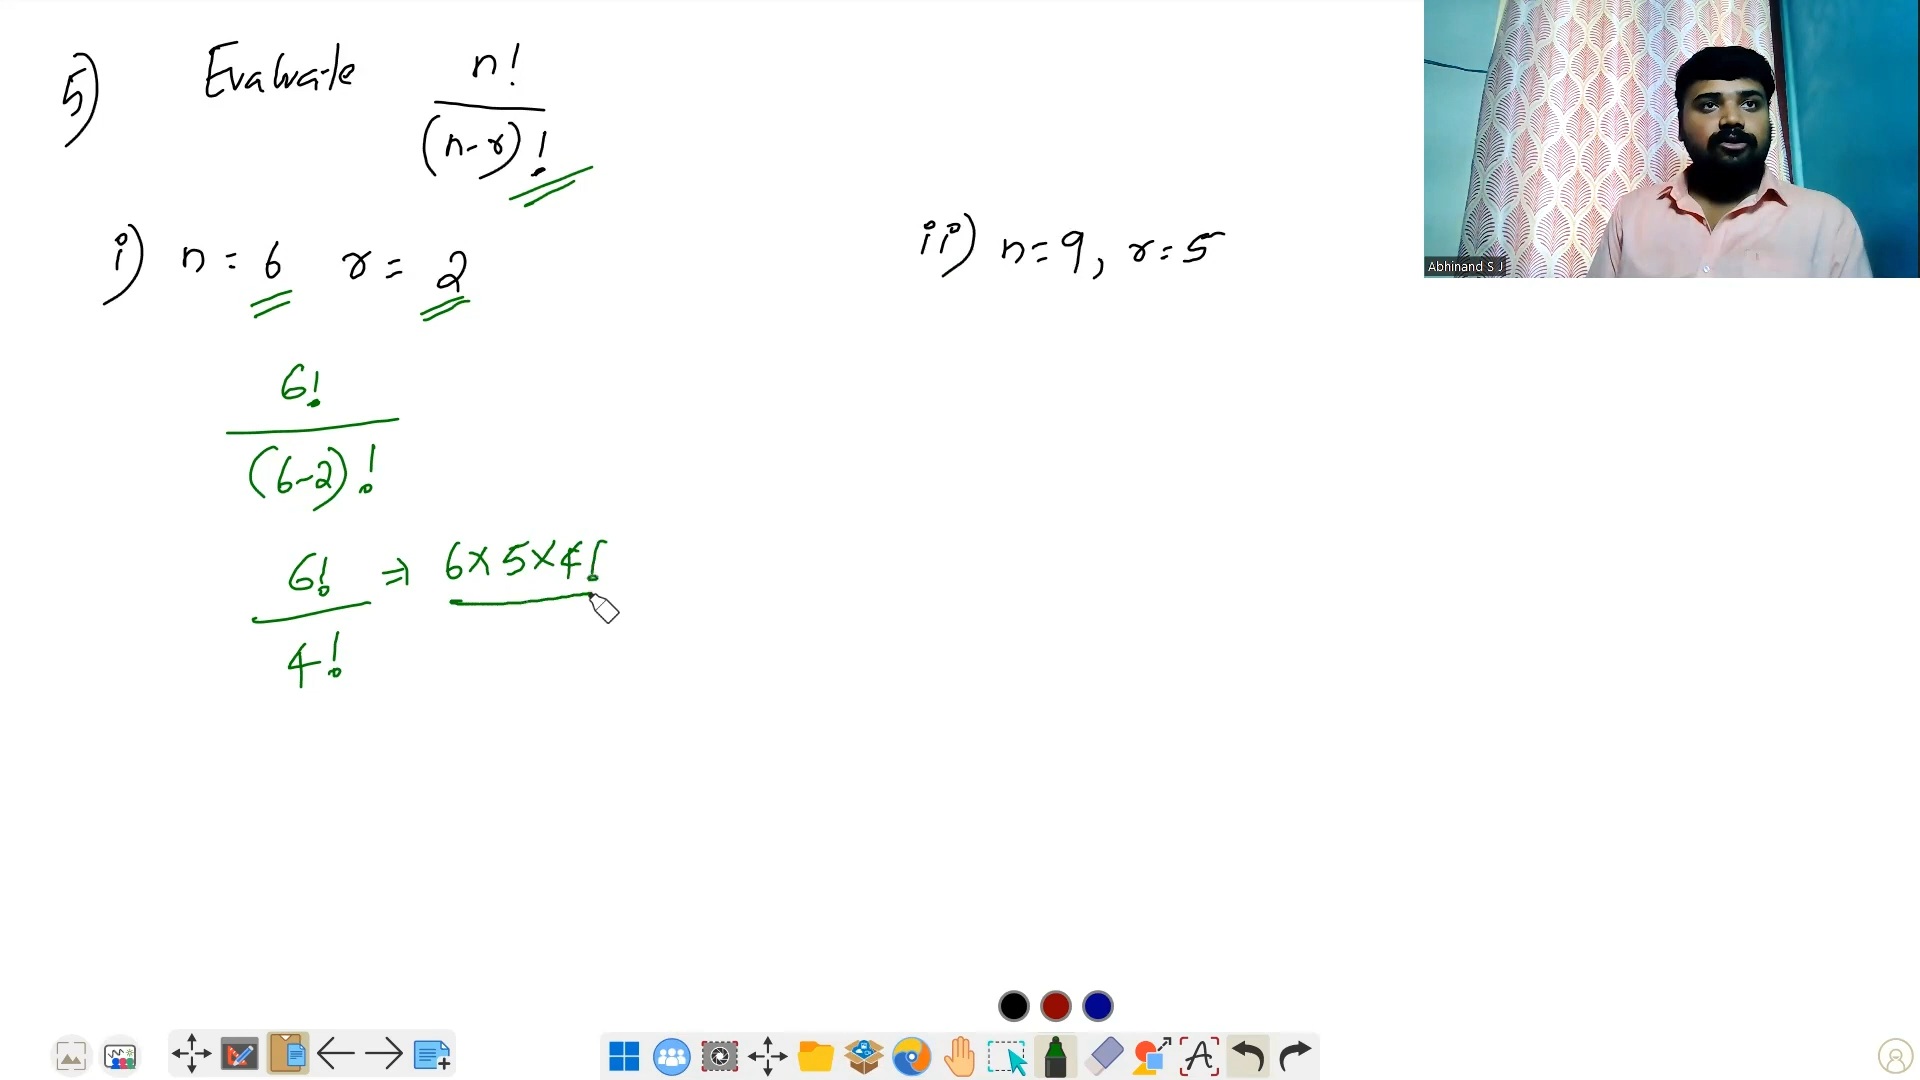 5) Evaluate n!
(n-r)!
i) n = 6 r = 2
ii) n = 9, r = 5
6!
(6-2)!
6! ⇒ 6 × 5 × 4!
4!
Abhinand S J